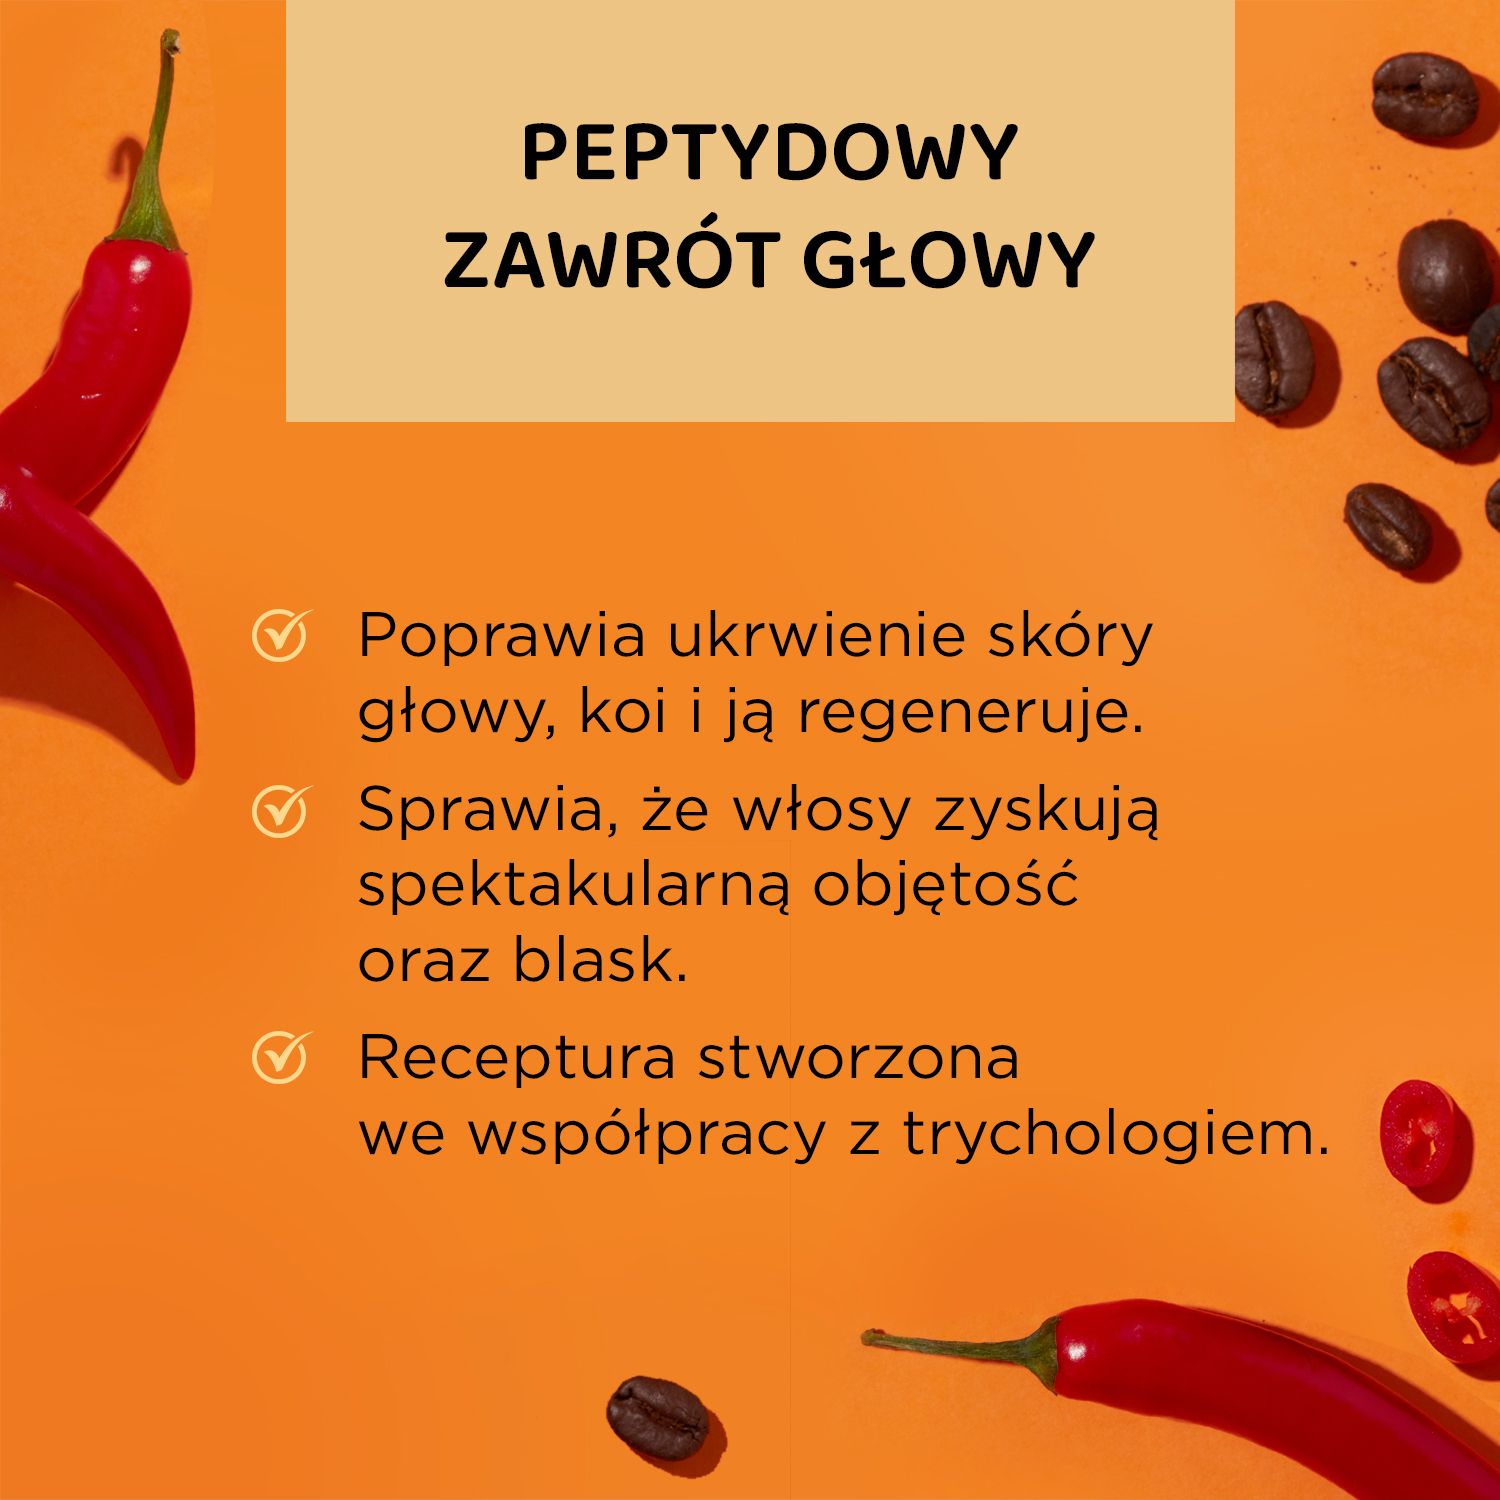 PEPTYDOWY
ZAWRÓT GŁOWY
Poprawia ukrwienie skóry
głowy, koi i ją regeneruje.
Sprawia, że włosy zyskują
spektakularną objętość
oraz blask.
Receptura stworzona
we współpracy z trychologiem.